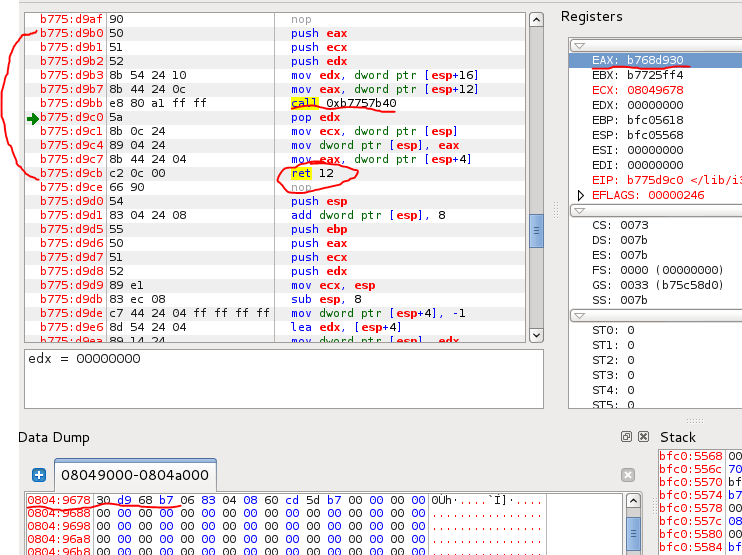 Registers
b775:d9af 90 nop
b775:d9b0 50 push eax
b775:d9b1 51 push ecx
b775:d9b2 52 push edx
b775:d9b3 8b 54 24 10 mov edx, dword ptr [esp+16]
b775:d9b7 8b 44 24 0c mov eax, dword ptr [esp+12]
b775:d9bb e8 80 a1 ff ff call 0xb7757b40
b775:d9c0 5a pop edx
b775:d9c1 8b 0c 24 mov ecx, dword ptr [esp]
b775:d9c4 89 04 24 mov dword ptr [esp], eax
b775:d9c7 8b 44 24 04 mov eax, dword ptr [esp+4]
b775:d9cb c2 0c 00 ret 12
b775:d9ce 66 90 nop
b775:d9d0 54 push esp
b775:d9d1 83 04 24 08 add dword ptr [esp], 8
b775:d9d5 55 push ebp
b775:d9d6 50 push eax
b775:d9d7 51 push ecx
b775:d9d8 52 push edx
b775:d9d9 89 e1 mov ecx, esp
b775:d9db 83 ec 08 sub esp, 8
b775:d9de c7 44 24 04 ff ff ff ff mov dword ptr [esp+4], -1
b775:d9e6 8d 54 24 04 lea edx, [esp+4]
b775:d9ea 89 14 24 mov dword ptr [esp], edx
EAX: b768d930
EBX: b7725ff4
ECX: 08049678
EDX: 00000000
EBP: bfc05618
ESP: bfc05568
ESI: 00000000
EDI: 00000000
EIP: b775d9c0 </lib/i3
EFLAGS: 00000246
CS: 0073
DS: 007b
ES: 007b
FS: 0000 (00000000)
GS: 0033 (b75c58d0)
SS: 007b
ST0: 0
ST1: 0
ST2: 0
ST3: 0
ST4: 0
ST5: 0
edx = 00000000
Data Dump
Stack
08049000-0804a000
0804:9678 30 d9 68 b7 06 83 04 08 60 cd 5d b7 00 00 00 00 0Ùh·....`Í]·....
0804:9688 00 00 00 00 00 00 00 00 00 00 00 00 00 00 00 00 ................
0804:9698 00 00 00 00 00 00 00 00 00 00 00 00 00 00 00 00 ................
0804:96a8 00 00 00 00 00 00 00 00 00 00 00 00 00 00 00 00 ................
0804:96b8 00 00 00 00 00 00 00 00 00 00 00 00 00 00 00 00 ................
bfc0:5568 00
bfc0:556c 70
bfc0:5570 bf
bfc0:5574 b7
bfc0:5578 00
bfc0:557c 08
bfc0:5580 00
bfc0:5584 bf